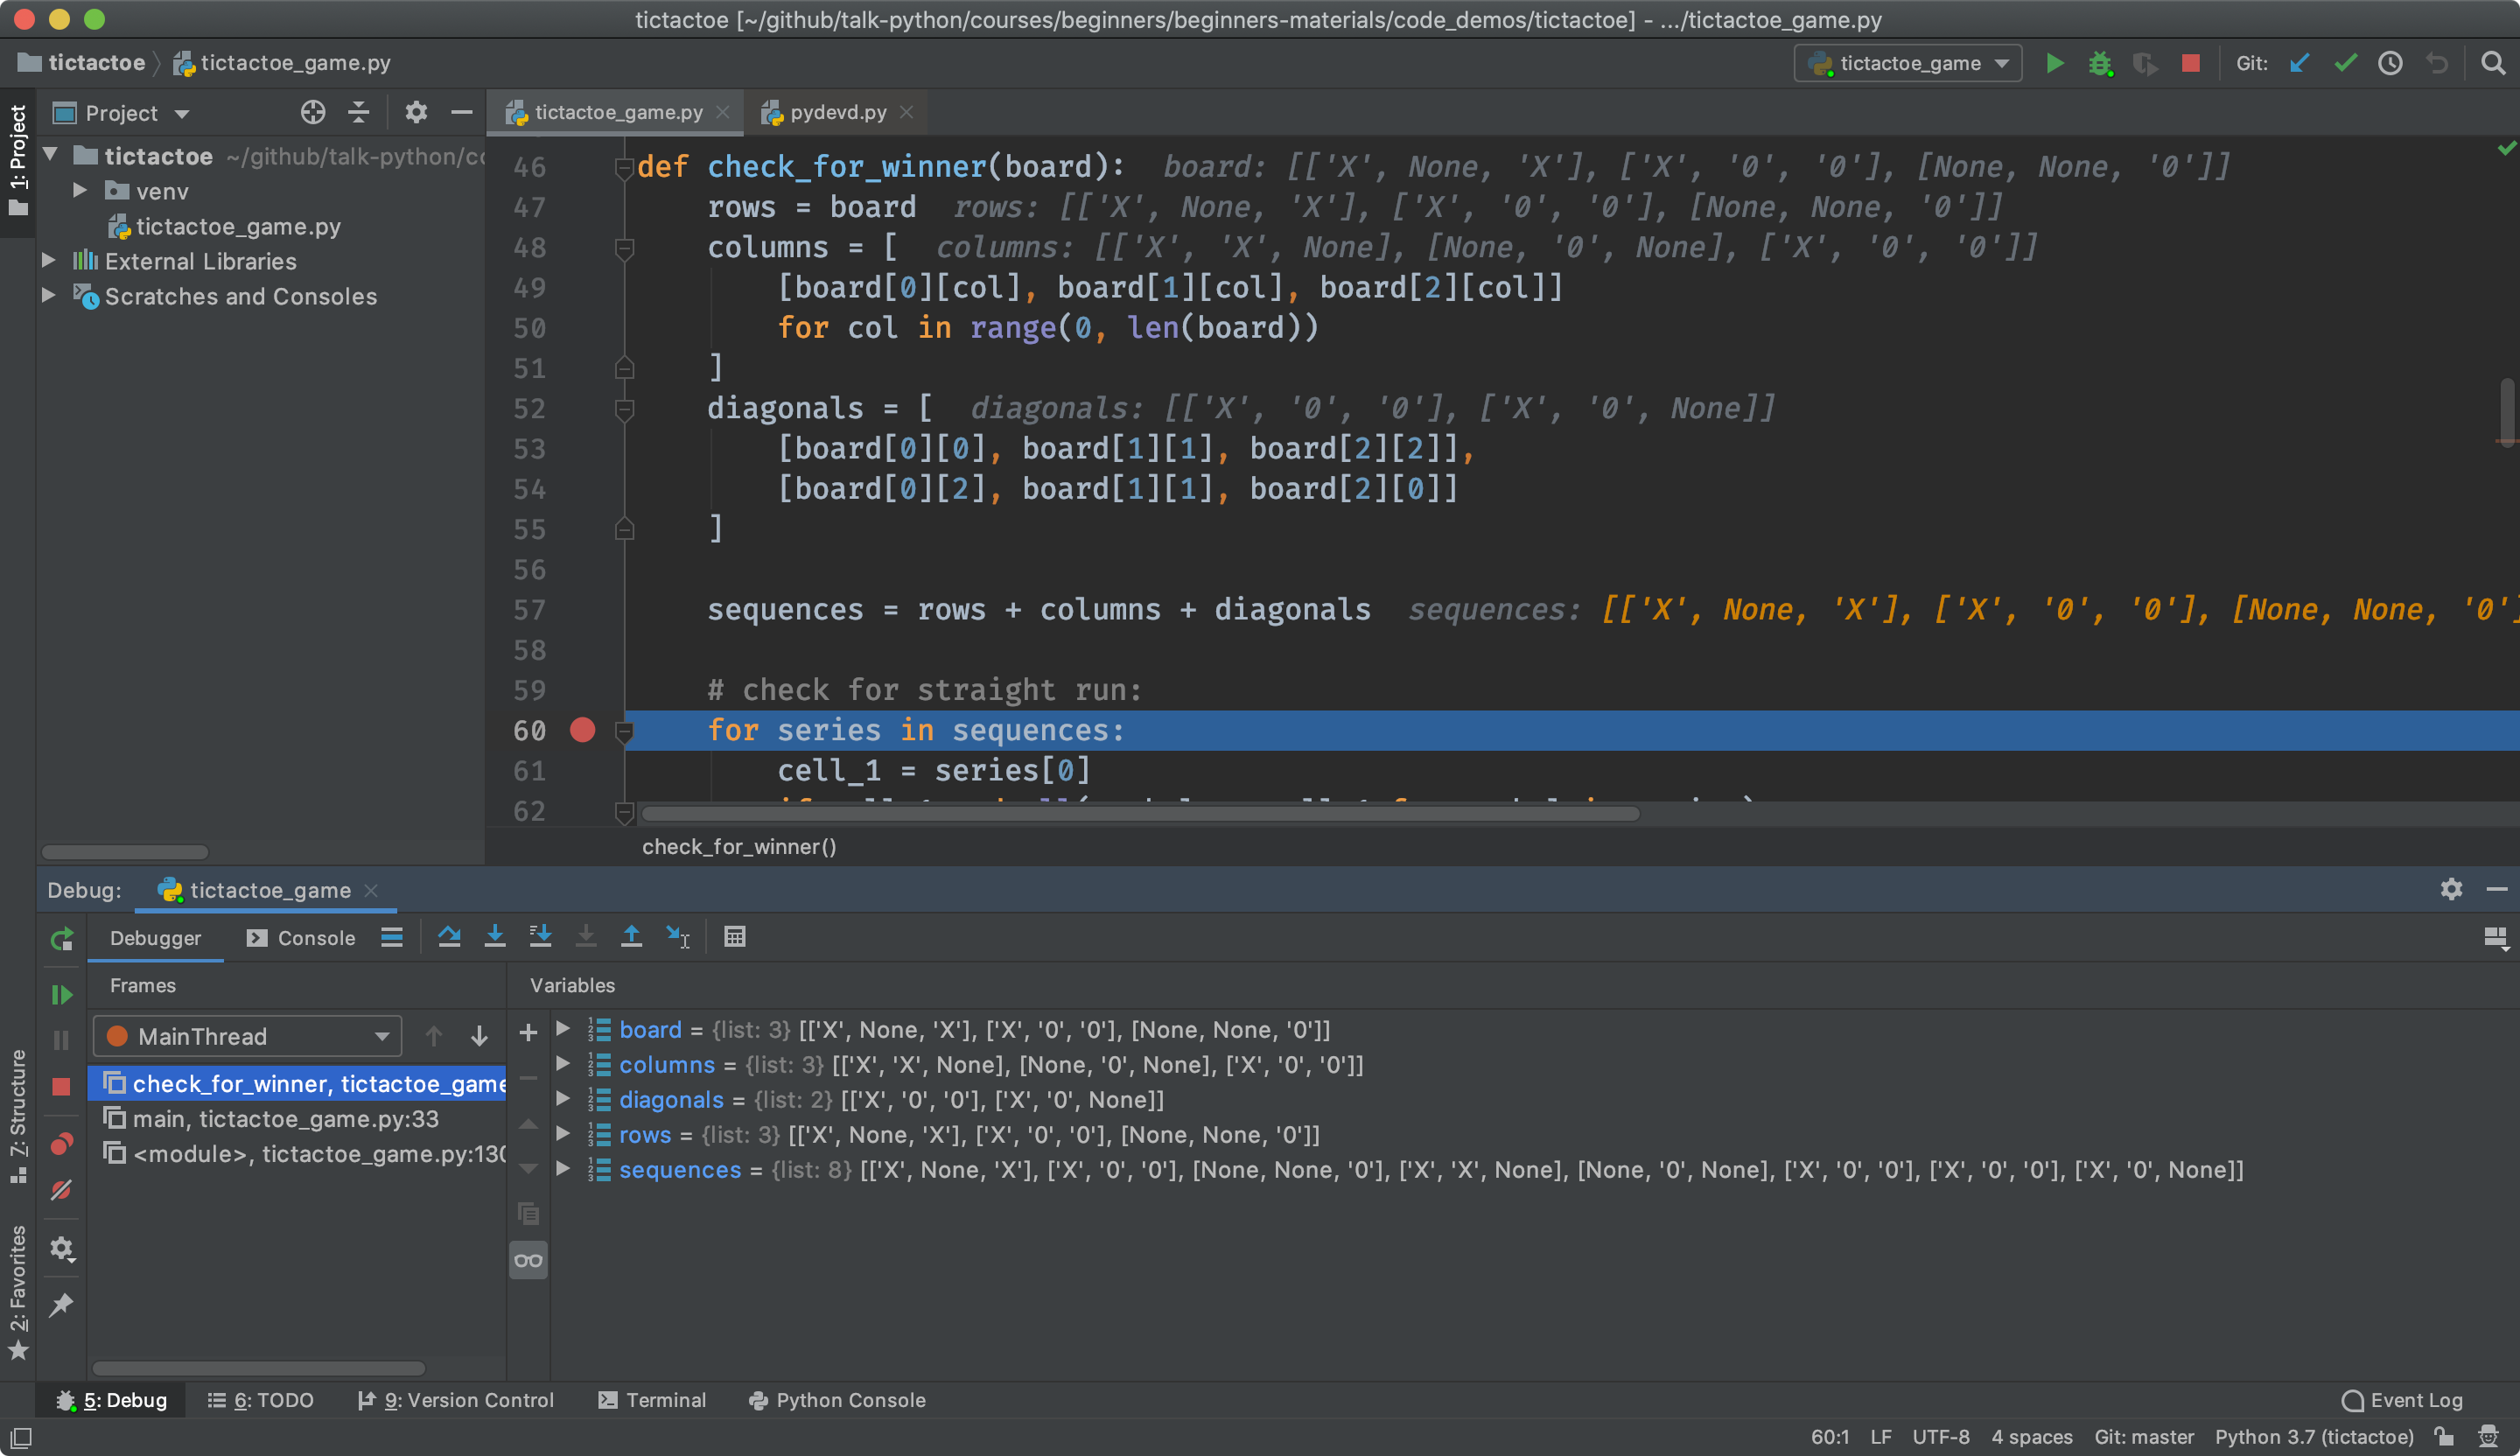 tictactoe [~/github/talk-python/courses/beginners/beginners-materials/code_demos/tictactoe] - .../tictactoe_game.py
tictactoe
tictactoe_game.py
tictactoe_game
Git:
1: Project
Project
tictactoe_game.py
pydevd.py
tictactoe ~/github/talk-python/co
venv
tictactoe_game.py
External Libraries
Scratches and Consoles
46 def check_for_winner(board): board: [['X', None, 'X'], ['X', '0', '0'], [None, None, '0']]
47 rows = board rows: [['X', None, 'X'], ['X', '0', '0'], [None, None, '0']]
48 columns = [ columns: [['X', 'X', None], [None, '0', None], ['X', '0', '0']]
49 [board[0][col], board[1][col], board[2][col]]
50 for col in range(0, len(board))
51 ]
52 diagonals = [ diagonals: [['X', '0', '0'], ['X', '0', None]]
53 [board[0][0], board[1][1], board[2][2]],
54 [board[0][2], board[1][1], board[2][0]]
55 ]
56
57 sequences = rows + columns + diagonals sequences: [['X', None, 'X'], ['X', '0', '0'], [None, None, '0']
58
59 # check for straight run:
60 for series in sequences:
61 cell_1 = series[0]
62
check_for_winner()
Debug:
tictactoe_game
Debugger
Console
Frames
Variables
MainThread
check_for_winner, tictactoe_game
main, tictactoe_game.py:33
<module>, tictactoe_game.py:130
board = {list: 3} [['X', None, 'X'], ['X', '0', '0'], [None, None, '0']]
columns = {list: 3} [['X', 'X', None], [None, '0', None], ['X', '0', '0']]
diagonals = {list: 2} [['X', '0', '0'], ['X', '0', None]]
rows = {list: 3} [['X', None, 'X'], ['X', '0', '0'], [None, None, '0']]
sequences = {list: 8} [['X', None, 'X'], ['X', '0', '0'], [None, None, '0'], ['X', 'X', None], [None, '0', None], ['X', '0', '0'], ['X', '0', '0'], ['X', '0', None]]
7: Structure
2: Favorites
5: Debug
6: TODO
9: Version Control
Terminal
Python Console
Event Log
60:1 LF UTF-8 4 spaces Git: master Python 3.7 (tictactoe)